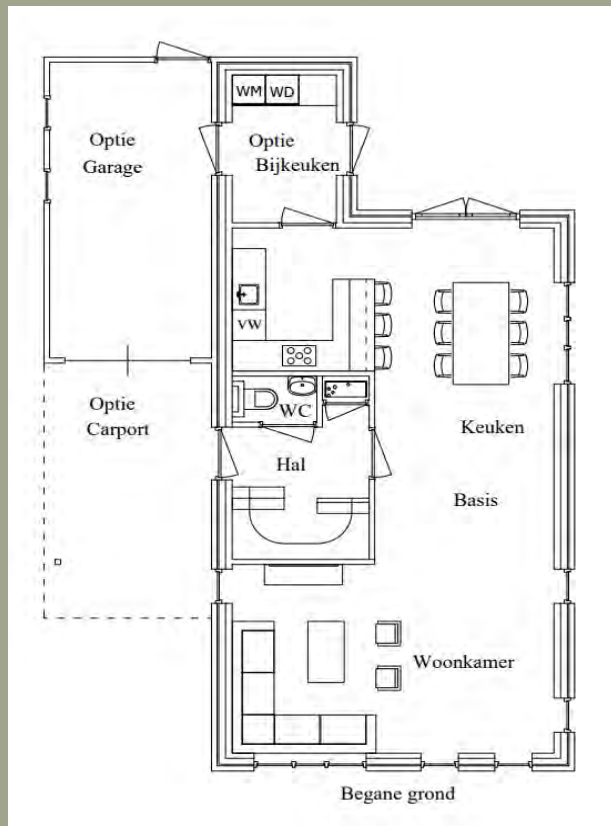 WM WD
Optie
Garage
Optie
Bijkeuken
VW
Optie
Carport
WC
Keuken
Hal
Basis
Woonkamer
Begane grond